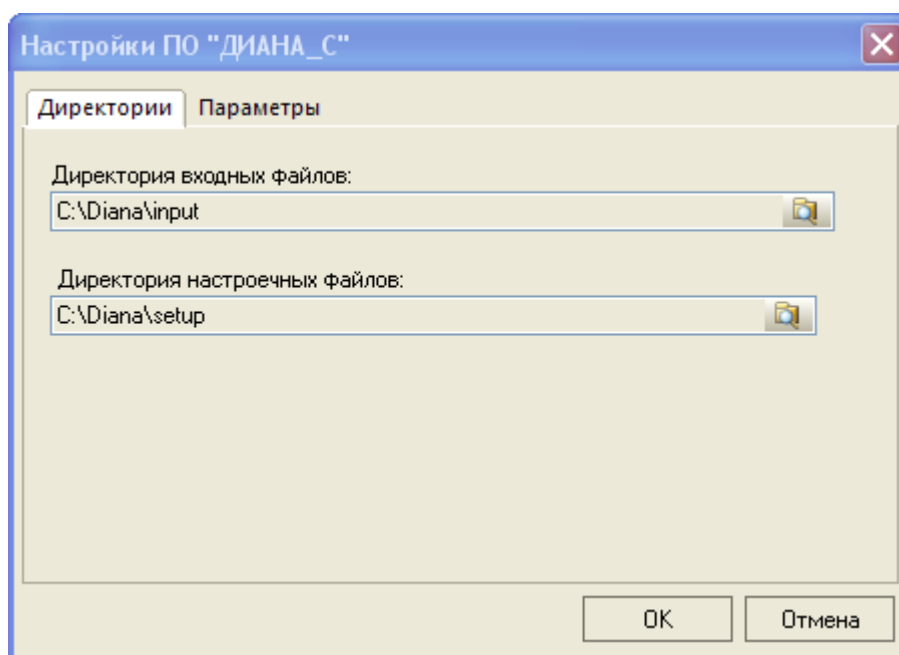 Настройки ПО "ДИАНА_С"
Директории Параметры
Директория входных файлов:
C:\Diana\input
Директория настроечных файлов:
C:\Diana\setup
OK Отмена